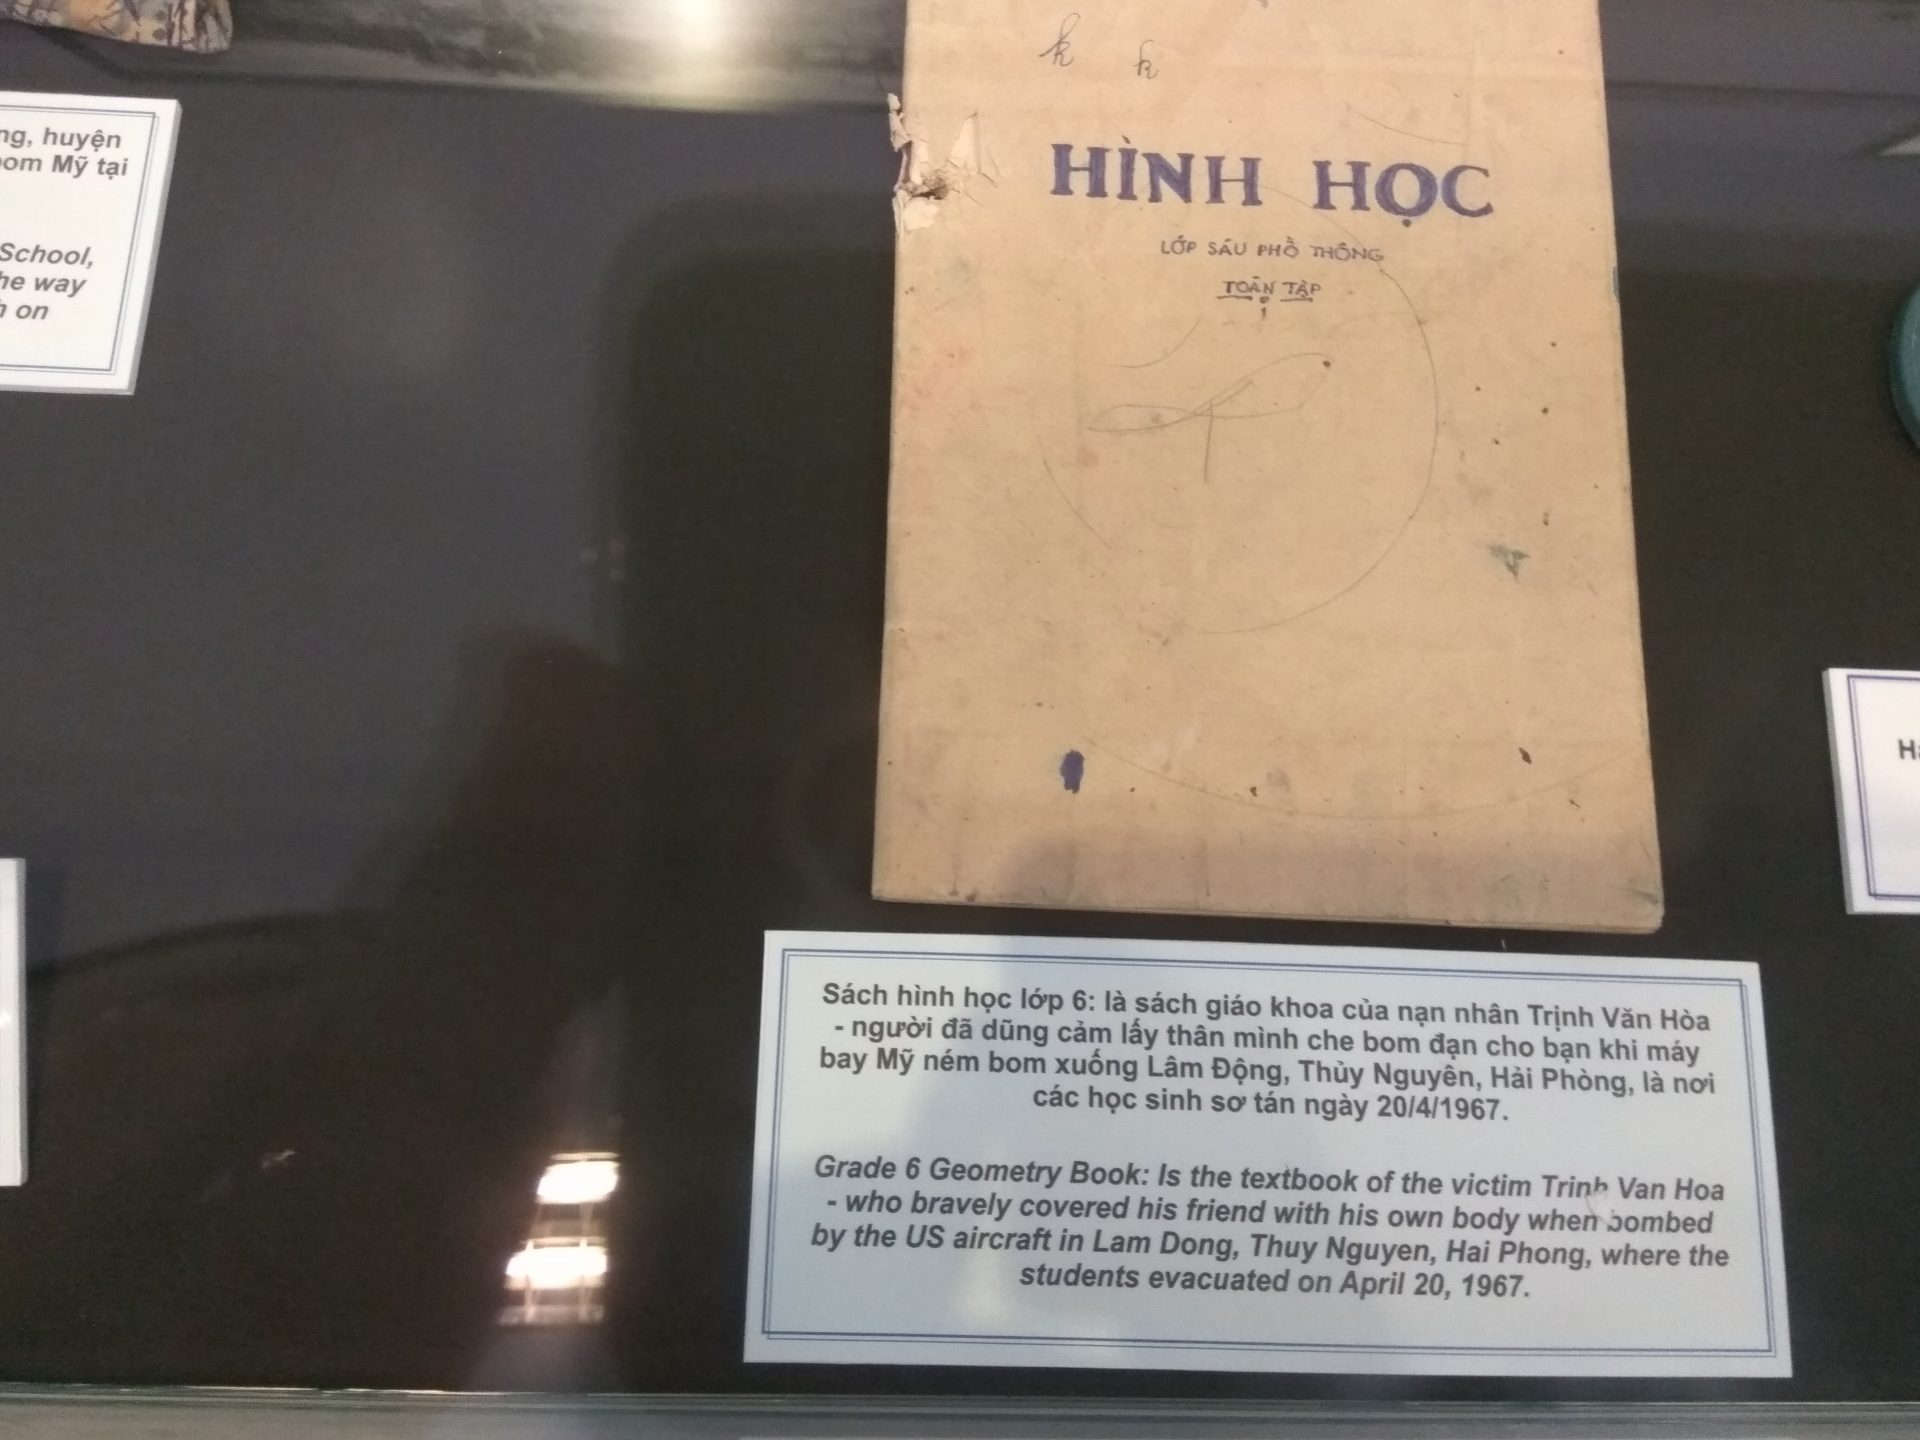 ng, huyện
om Mỹ tại
School,
he way
h on
k k
HÌNH HỌC
LỚP SÁU PHỔ THÔNG
TOÀN TẬP
Sách hình học lớp 6: là sách giáo khoa của nạn nhân Trịnh Văn Hòa
- người đã dũng cảm lấy thân mình che bom đạn cho bạn khi máy
bay Mỹ ném bom xuống Lâm Động, Thủy Nguyên, Hải Phòng, là nơi
các học sinh sơ tán ngày 20/4/1967.
Grade 6 Geometry Book: Is the textbook of the victim Trinh Van Hoa
- who bravely covered his friend with his own body when bombed
by the US aircraft in Lam Dong, Thuy Nguyen, Hai Phong, where the
students evacuated on April 20, 1967.